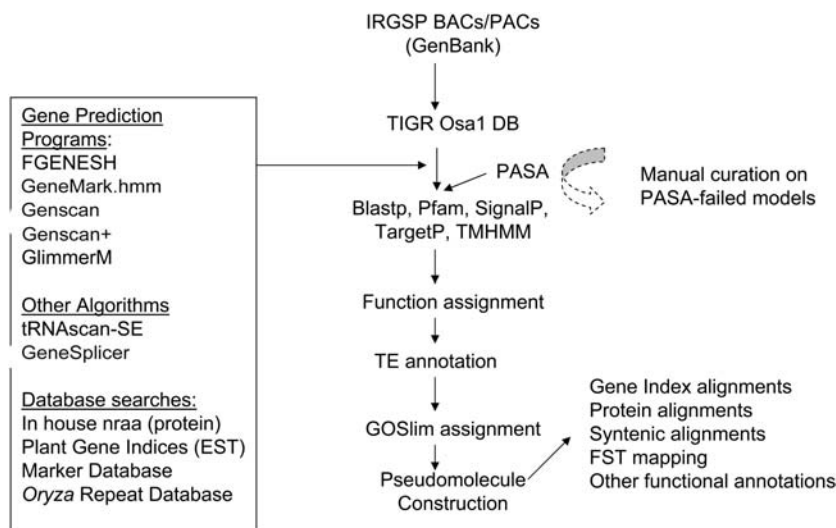 IRGSP BACs/PACs
(GenBank)
TIGR Osa1 DB
PASA
Manual curation on
PASA-failed models
Blastp, Pfam, SignalP,
TargetP, TMHMM
Function assignment
TE annotation
GOSlim assignment
Pseudomolecule
Construction
Gene Index alignments
Protein alignments
Syntenic alignments
FST mapping
Other functional annotations
Gene Prediction
Programs:
FGENESH
GeneMark.hmm
Genscan
Genscan+
GlimmerM
Other Algorithms
tRNAscan-SE
GeneSplicer
Database searches:
In house nraa (protein)
Plant Gene Indices (EST)
Marker Database
Oryza Repeat Database